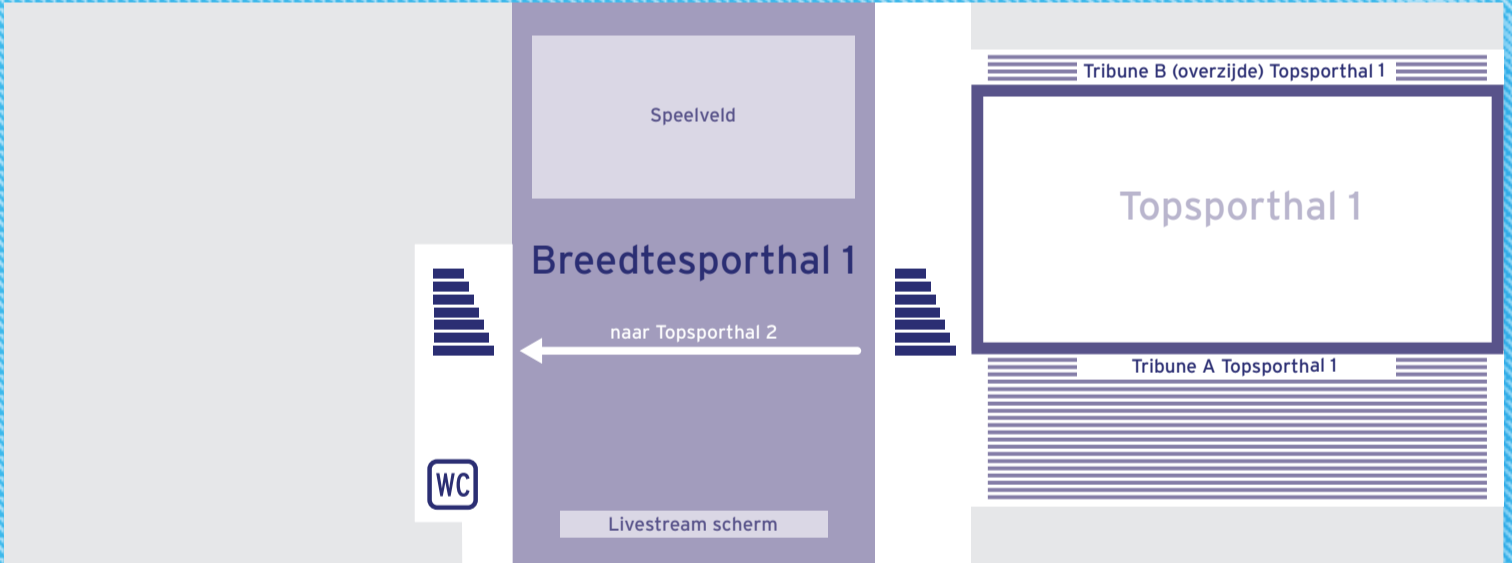 Speelveld
Breedtesporthal 1
naar Topsporthal 2
WC
Livestream scherm
Tribune B (overzijde) Topsporthal 1
Topsporthal 1
Tribune A Topsporthal 1